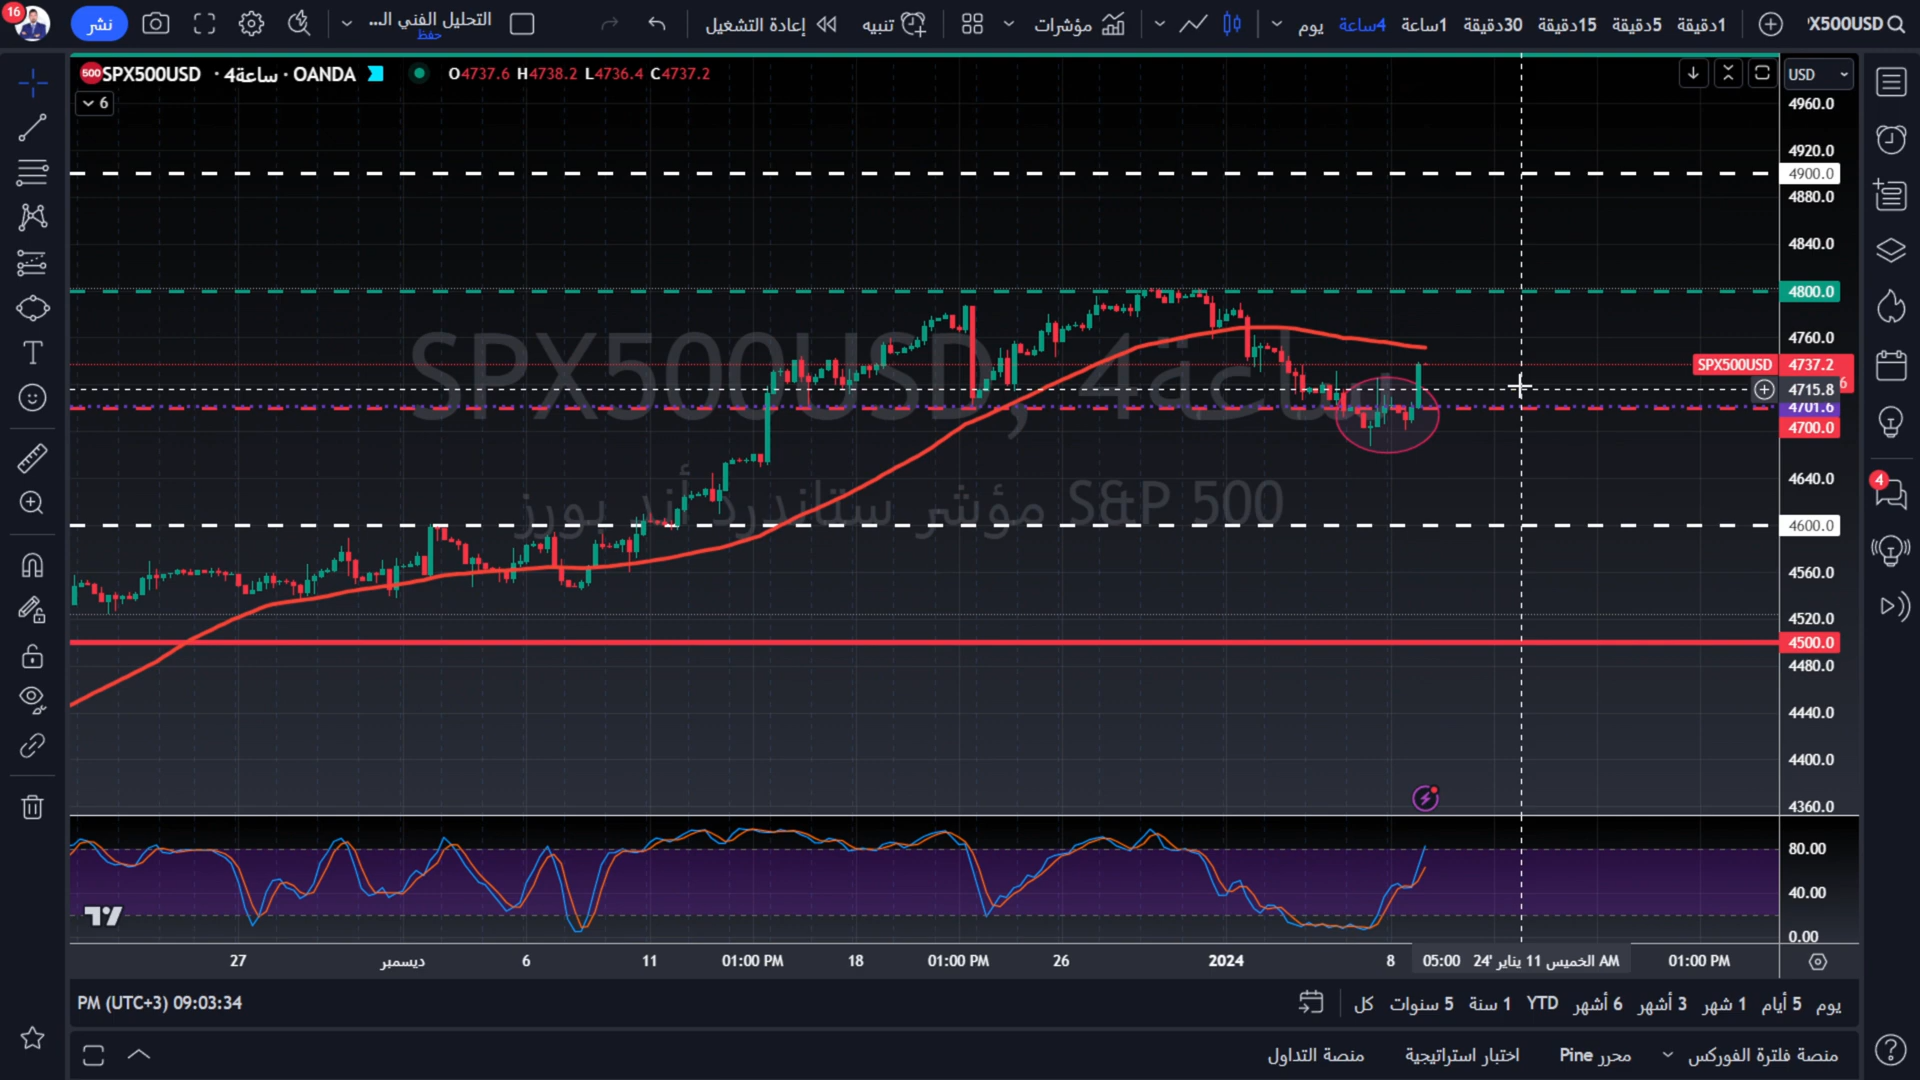 16
نشر
التحليل الفني الـ...
حفظ
إعادة التشغيل
تنبيه
مؤشرات
يوم
4ساعة
1ساعة
30دقيقة
15دقيقة
5دقيقة
1دقيقة
X500USD
500 SPX500USD · 4ساعة · OANDA O4737.6 H4738.2 L4736.4 C4737.2
6
USD
4960.0
4920.0
4900.0
4880.0
4840.0
4800.0
4760.0
SPX500USD 4737.2
4715.8
4701.6
4700.0
4640.0
4600.0
4560.0
4520.0
4500.0
4480.0
4440.0
4400.0
4360.0
SPX500USD, 4ساعة
مؤشر ستاندرد أند بورز S&P 500
4
80.00
40.00
0.00
27
ديسمبر
6
11
01:00 PM
18
01:00 PM
26
2024
8
الخميس 11 يناير '24 05:00 AM
01:00 PM
09:03:34 PM (UTC+3)
يوم
5 أيام
1 شهر
3 أشهر
6 أشهر
YTD
1 سنة
5 سنوات
كل
منصة فلترة الفوركس
محرر Pine
اختبار استراتيجية
منصة التداول